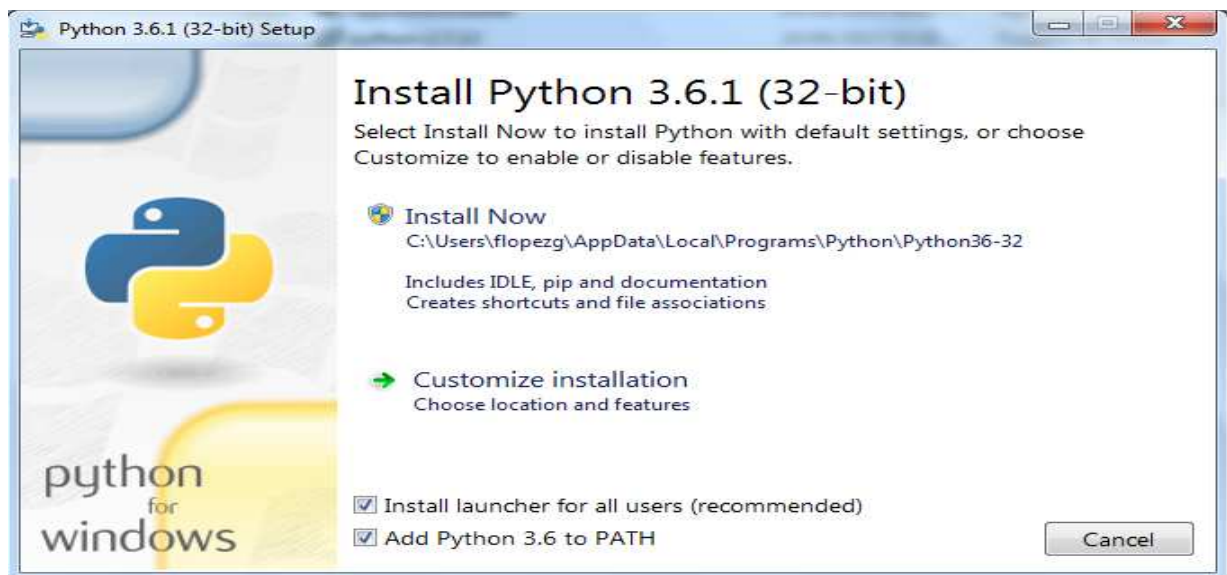 Python 3.6.1 (32-bit) Setup
Install Python 3.6.1 (32-bit)
Select Install Now to install Python with default settings, or choose
Customize to enable or disable features.
Install Now
C:\Users\flopezg\AppData\Local\Programs\Python\Python36-32
Includes IDLE, pip and documentation
Creates shortcuts and file associations
Customize installation
Choose location and features
python
for
windows
Install launcher for all users (recommended)
Add Python 3.6 to PATH
Cancel